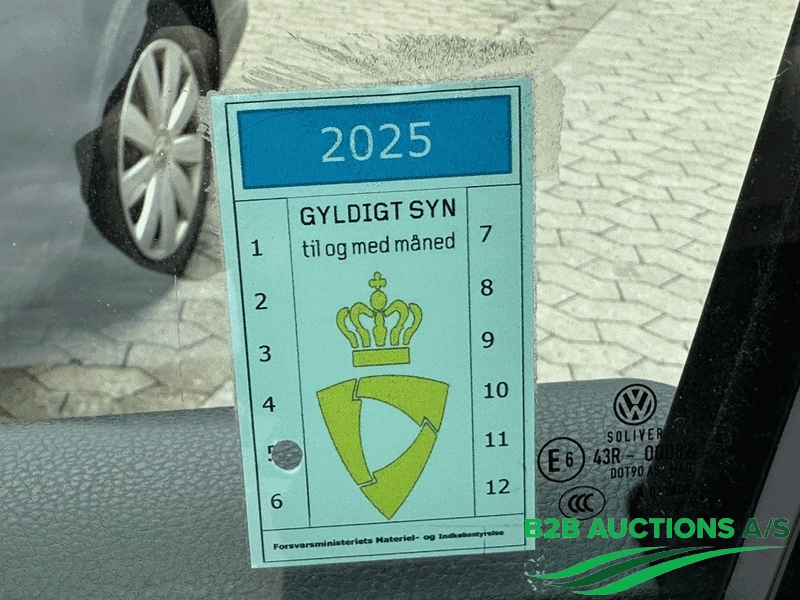 2025
GYLDIGT SYN
til og med måned
1
2
3
4
5
6
7
8
9
10
11
12
Forsvarsministeriets Materiel- og Indkøbsstyrelse
SOLIVER
E6
43R -
CCC
B2B AUCTIONS A/S